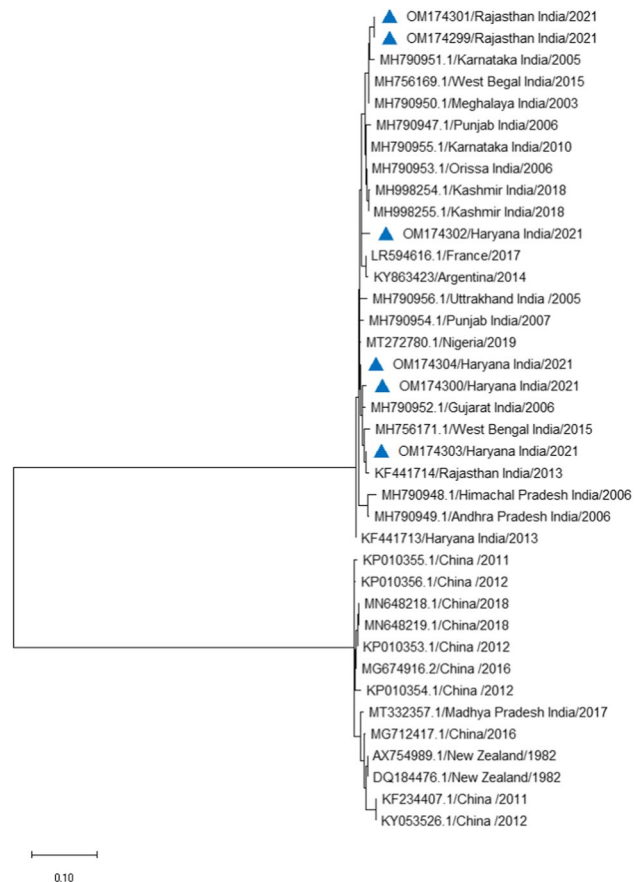 OM174301/Rajasthan India/2021
OM174299/Rajasthan India/2021
MH790951.1/Karnataka India/2005
MH756169.1/West Begal India/2015
MH790950.1/Meghalaya India/2003
MH790947.1/Punjab India/2006
MH790955.1/Karnataka India/2010
MH790953.1/Orissa India/2006
MH998254.1/Kashmir India/2018
MH998255.1/Kashmir India/2018
OM174302/Haryana India/2021
LR594616.1/France/2017
KY863423/Argentina/2014
MH790956.1/Uttrakhand India /2005
MH790954.1/Punjab India/2007
MT272780.1/Nigeria/2019
OM174304/Haryana India/2021
OM174300/Haryana India/2021
MH790952.1/Gujarat India/2006
MH756171.1/West Bengal India/2015
OM174303/Haryana India/2021
KF441714/Rajasthan India/2013
MH790948.1/Himachal Pradesh India/2006
MH790949.1/Andhra Pradesh India/2006
KF441713/Haryana India/2013
KP010355.1/China /2011
KP010356.1/China /2012
MN648218.1/China/2018
MN648219.1/China/2018
KP010353.1/China /2012
MG674916.2/China /2016
KP010354.1/China /2012
MT332357.1/Madhya Pradesh India/2017
MG712417.1/China/2016
AX754989.1/New Zealand/1982
DQ184476.1/New Zealand/1982
KF234407.1/China /2011
KY053526.1/China /2012
0.10